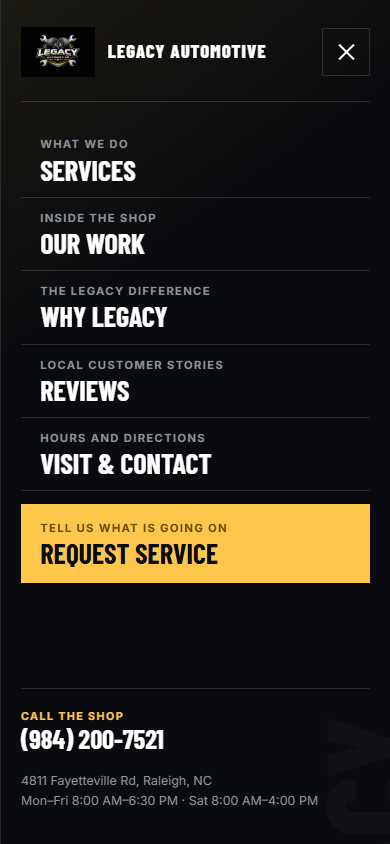 LEGACY
LEGACY AUTOMOTIVE
WHAT WE DO
SERVICES
INSIDE THE SHOP
OUR WORK
THE LEGACY DIFFERENCE
WHY LEGACY
LOCAL CUSTOMER STORIES
REVIEWS
HOURS AND DIRECTIONS
VISIT & CONTACT
TELL US WHAT IS GOING ON
REQUEST SERVICE
CALL THE SHOP
(984) 200-7521
4811 Fayetteville Rd, Raleigh, NC
Mon–Fri 8:00 AM–6:30 PM · Sat 8:00 AM–4:00 PM
CY